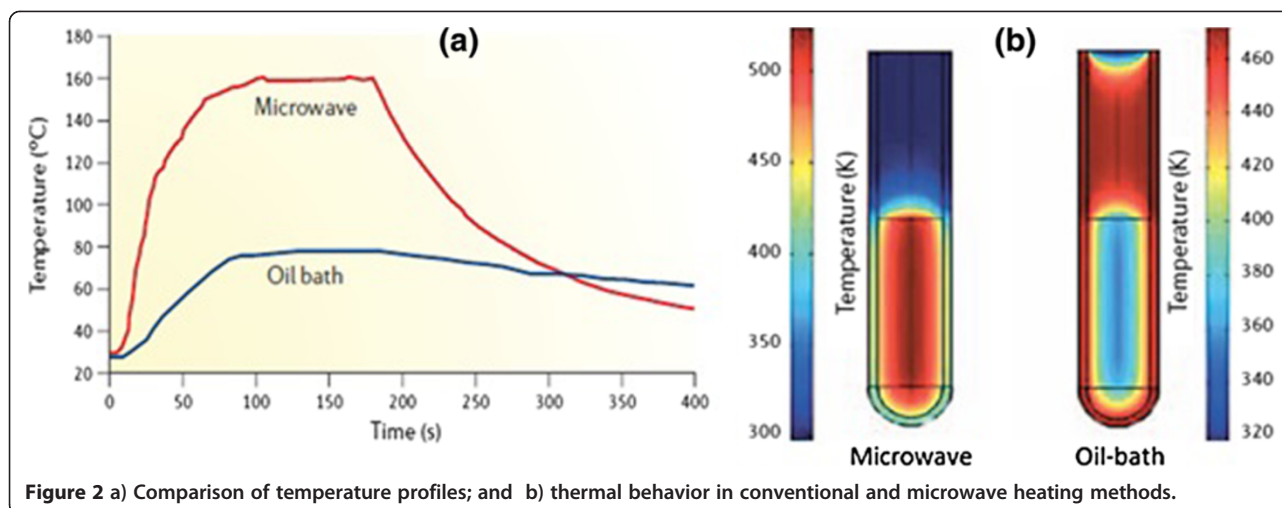 (a)
180
160
140
120
100
80
60
40
20
Temperature (ºC)
Microwave
Oil bath
0 50 100 150 200 250 300 350 400
Time (s)
(b)
500
450
400
350
300
Temperature (K)
Microwave
460
440
420
400
380
360
340
320
Temperature (K)
Oil-bath
Figure 2 a) Comparison of temperature profiles; and b) thermal behavior in conventional and microwave heating methods.